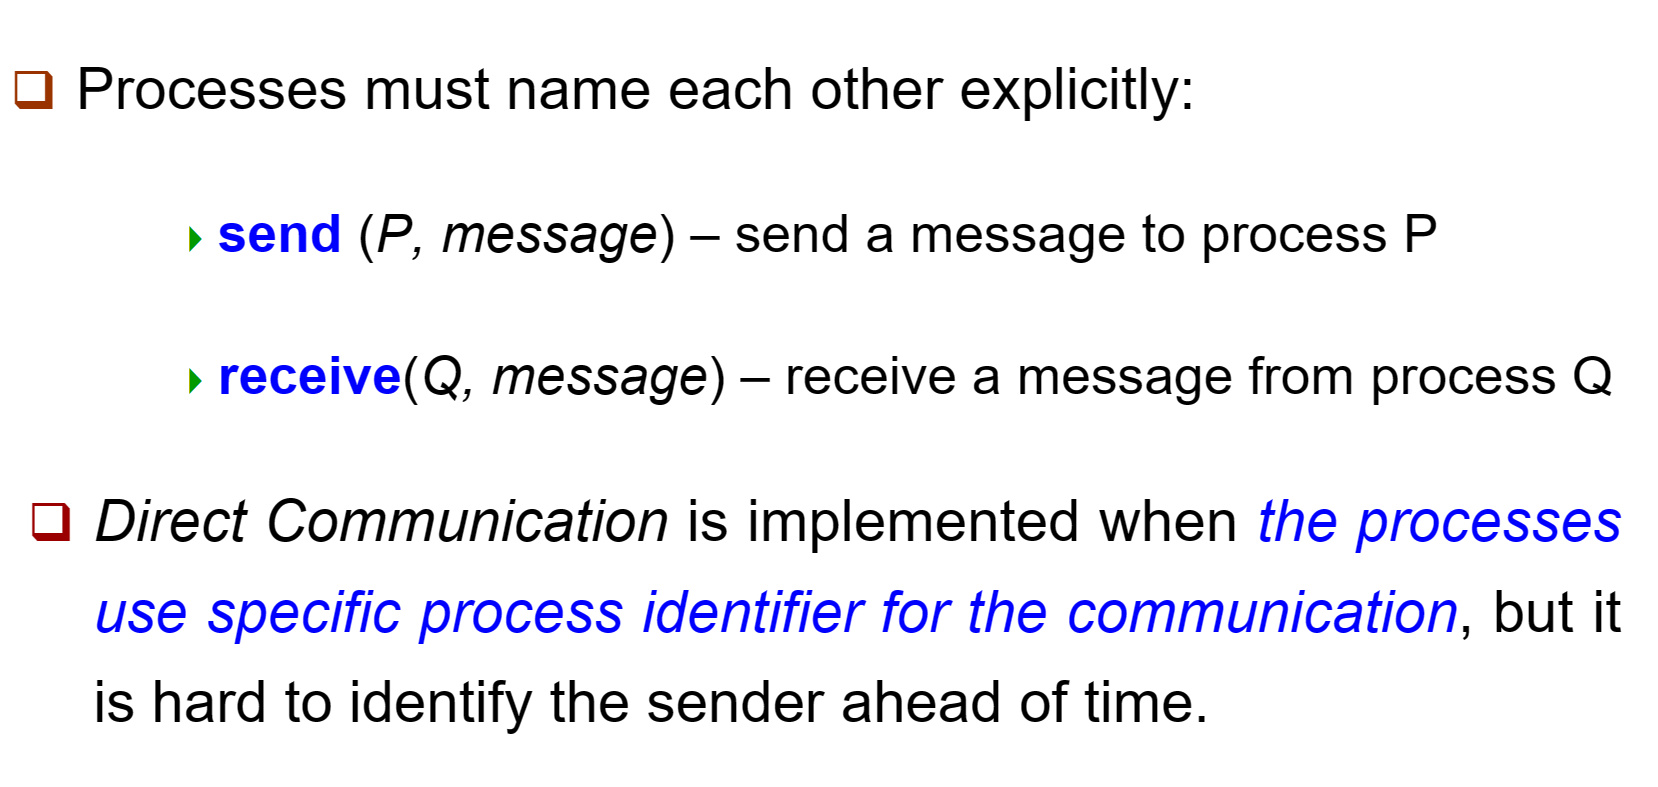 Processes must name each other explicitly:
send (P, message) – send a message to process P
receive(Q, message) – receive a message from process Q
Direct Communication is implemented when the processes
use specific process identifier for the communication, but it
is hard to identify the sender ahead of time.